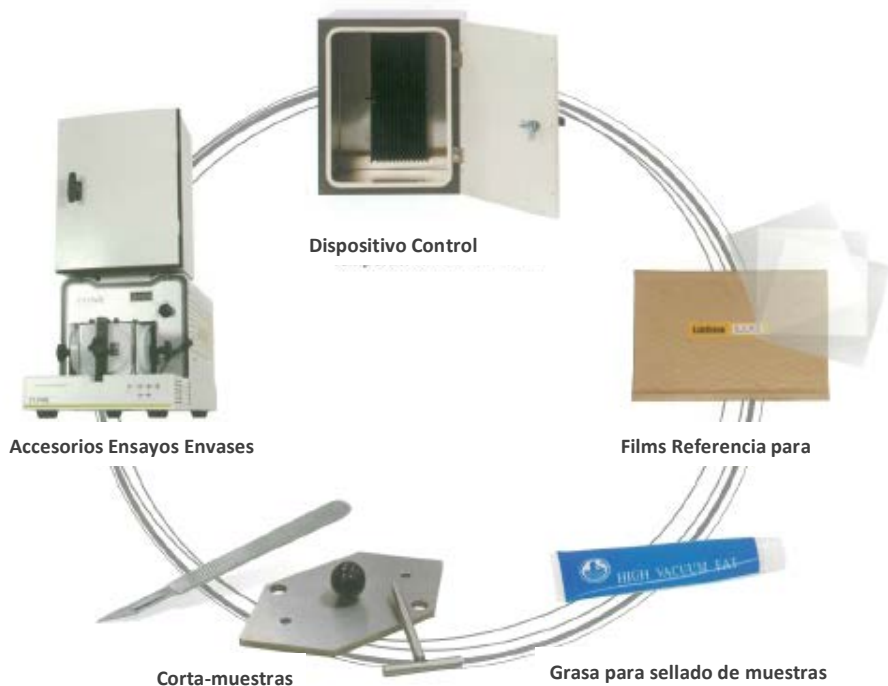 Dispositivo Control
Accesorios Ensayos Envases
Films Referencia para
HIGH VACUUM FAT
Corta-muestras
Grasa para sellado de muestras